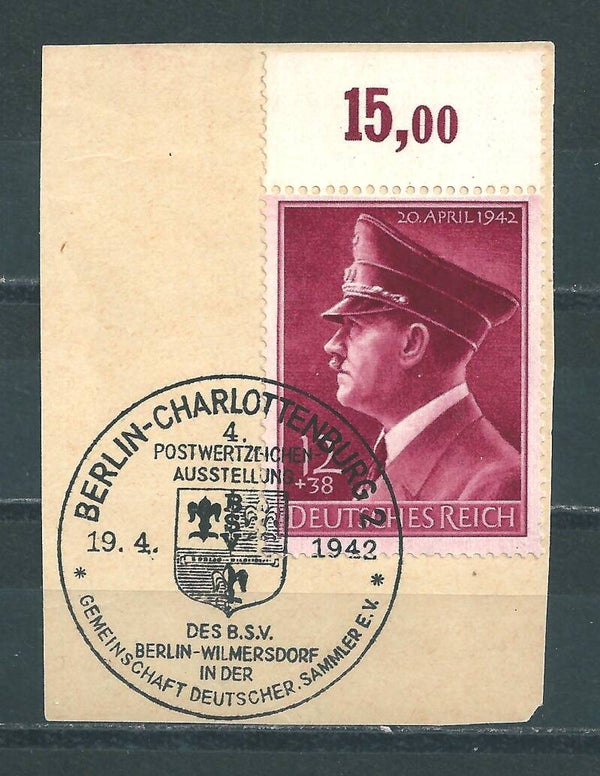 15,00
20. APRIL 1942
12
+38
DEUTSCHES REICH
BERLIN-CHARLOTTENBURG 2
4.
POSTWERTZEICHEN-
AUSSTELLUNG
B.S.V.
19. 4. 1942
DES B.S.V.
BERLIN-WILMERSDORF
IN DER
* GEMEINSCHAFT DEUTSCHER. SAMMLER E.V. *